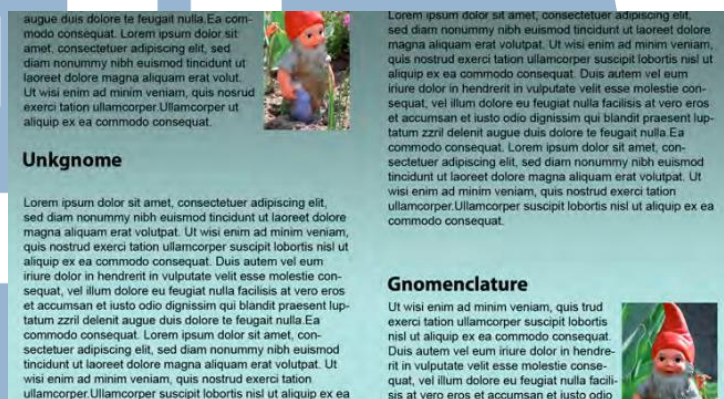 augue duis dolore te feugait nulla.Ea com-
modo consequat. Lorem ipsum dolor sit
amet, consectetuer adipiscing elit, sed
diam nonummy nibh euismod tincidunt ut
laoreet dolore magna aliquam erat volut.
Ut wisi enim ad minim veniam, quis nosrud
exerci tation ullamcorper.Ullamcorper ut
aliquip ex ea commodo consequat.
Unkgnome
Lorem ipsum dolor sit amet, consectetuer adipiscing elit,
sed diam nonummy nibh euismod tincidunt ut laoreet dolore
magna aliquam erat volutpat. Ut wisi enim ad minim veniam,
quis nostrud exerci tation ullamcorper suscipit lobortis nisl ut
aliquip ex ea commodo consequat. Duis autem vel eum
iriure dolor in hendrerit in vulputate velit esse molestie con-
sequat, vel illum dolore eu feugiat nulla facilisis at vero eros
et accumsan et iusto odio dignissim qui blandit praesent lup-
tatum zzril delenit augue duis dolore te feugait nulla.Ea
commodo consequat. Lorem ipsum dolor sit amet, con-
sectetuer adipiscing elit, sed diam nonummy nibh euismod
tincidunt ut laoreet dolore magna aliquam erat volutpat. Ut
wisi enim ad minim veniam, quis nostrud exerci tation
ullamcorper.Ullamcorper suscipit lobortis nisl ut aliquip ex ea
Lorem ipsum dolor sit amet, consectetuer adipiscing elit,
sed diam nonummy nibh euismod tincidunt ut laoreet dolore
magna aliquam erat volutpat. Ut wisi enim ad minim veniam,
quis nostrud exerci tation ullamcorper suscipit lobortis nisl ut
aliquip ex ea commodo consequat. Duis autem vel eum
iriure dolor in hendrerit in vulputate velit esse molestie con-
sequat, vel illum dolore eu feugiat nulla facilisis at vero eros
et accumsan et iusto odio dignissim qui blandit praesent lup-
tatum zzril delenit augue duis dolore te feugait nulla.Ea
commodo consequat. Lorem ipsum dolor sit amet, con-
sectetuer adipiscing elit, sed diam nonummy nibh euismod
tincidunt ut laoreet dolore magna aliquam erat volutpat. Ut
wisi enim ad minim veniam, quis nostrud exerci tation
ullamcorper.Ullamcorper suscipit lobortis nisl ut aliquip ex ea
commodo consequat.
Gnomenclature
Ut wisi enim ad minim veniam, quis trud
exerci tation ullamcorper suscipit lobortis
nisl ut aliquip ex ea commodo consequat.
Duis autem vel eum iriure dolor in hendre-
rit in vulputate velit esse molestie conse-
quat, vel illum dolore eu feugiat nulla facili-
sis at vero eros et accumsan et iusto odio